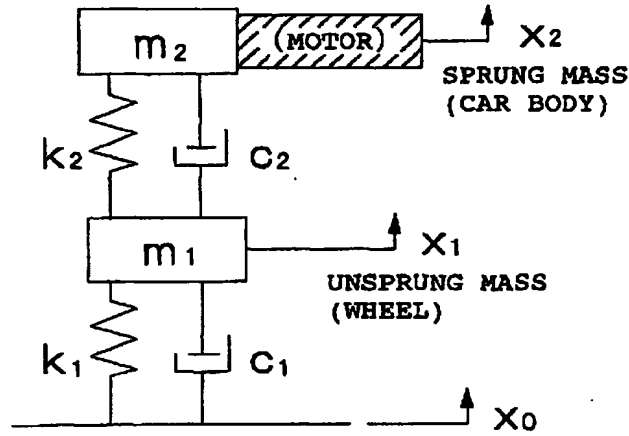 m2 (MOTOR) x2
SPRUNG MASS
(CAR BODY)
k2 c2
m1 x1
UNSPRUNG MASS
(WHEEL)
k1 c1
x0